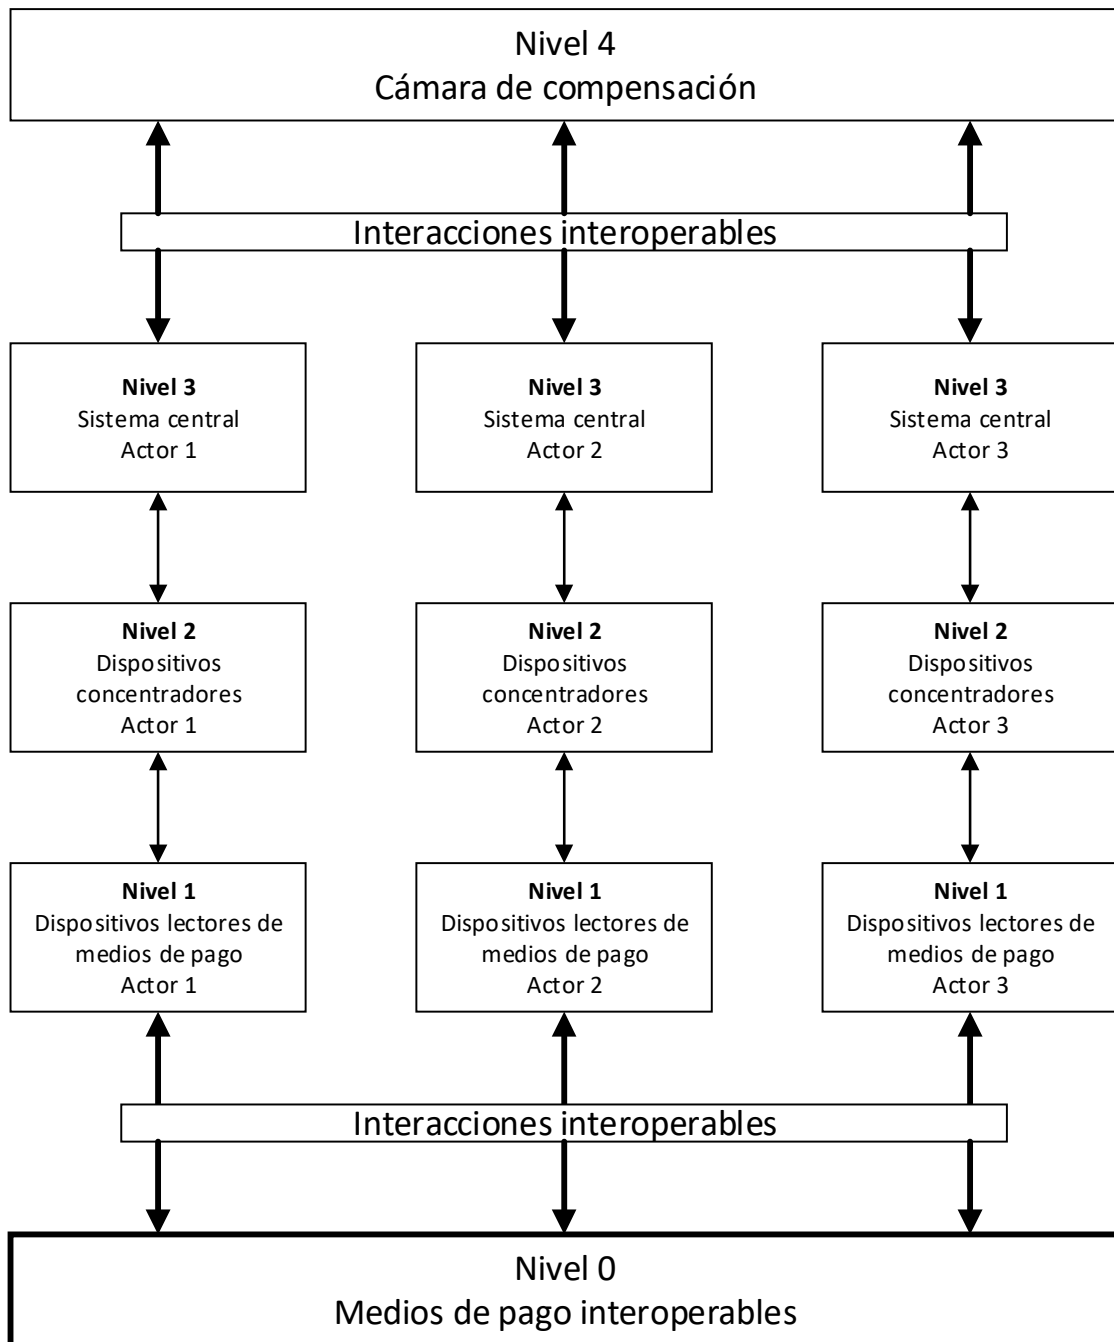 Nivel 4
Cámara de compensación
Interacciones interoperables
Nivel 3
Sistema central
Actor 1
Nivel 3
Sistema central
Actor 2
Nivel 3
Sistema central
Actor 3
Nivel 2
Dispositivos
concentradores
Actor 1
Nivel 2
Dispositivos
concentradores
Actor 2
Nivel 2
Dispositivos
concentradores
Actor 3
Nivel 1
Dispositivos lectores de
medios de pago
Actor 1
Nivel 1
Dispositivos lectores de
medios de pago
Actor 2
Nivel 1
Dispositivos lectores de
medios de pago
Actor 3
Interacciones interoperables
Nivel 0
Medios de pago interoperables